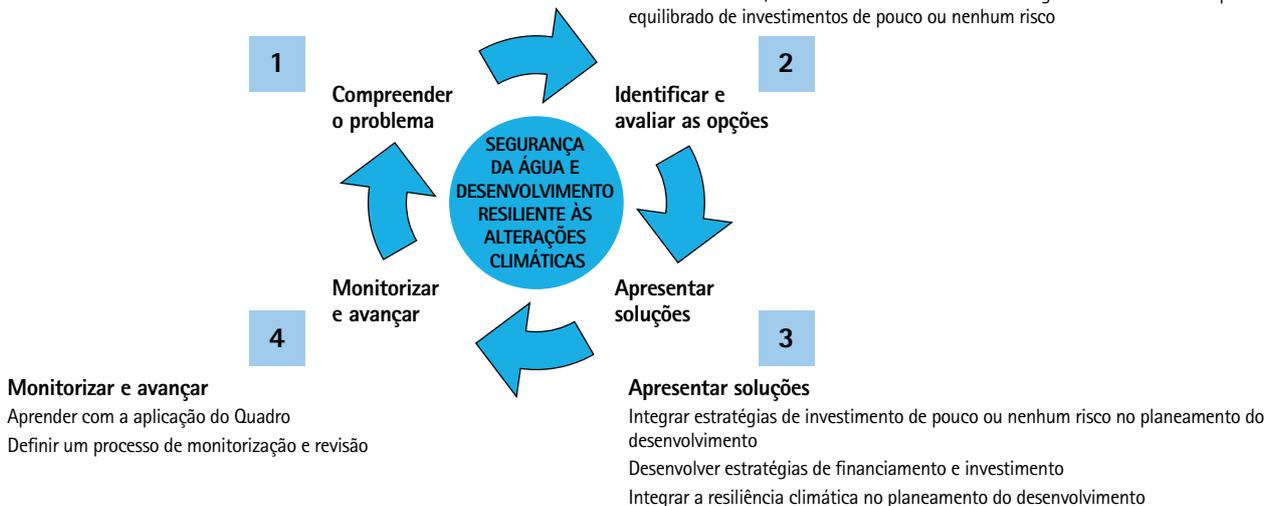 equilibrado de investimentos de pouco ou nenhum risco
1
2
Compreender
o problema
Identificar e
avaliar as opções
SEGURANÇA
DA ÁGUA E
DESENVOLVIMENTO
RESILIENTE ÀS
ALTERAÇÕES
CLIMÁTICAS
Monitorizar
e avançar
Apresentar
soluções
4
3
Monitorizar e avançar
Aprender com a aplicação do Quadro
Definir um processo de monitorização e revisão
Apresentar soluções
Integrar estratégias de investimento de pouco ou nenhum risco no planeamento do
desenvolvimento
Desenvolver estratégias de financiamento e investimento
Integrar a resiliência climática no planeamento do desenvolvimento